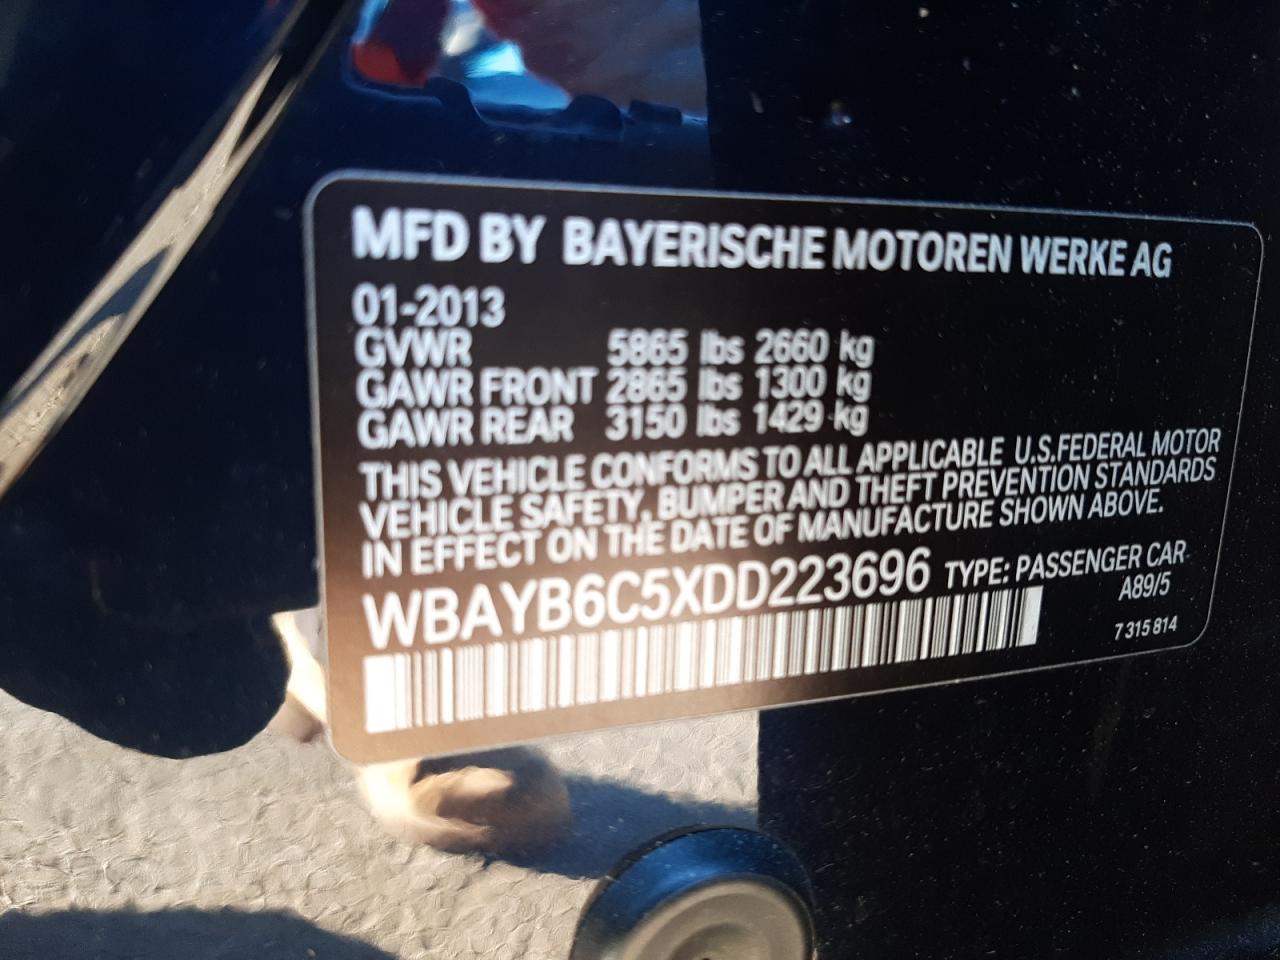 MFD BY BAYERISCHE MOTOREN WERKE AG
01-2013
GVWR 5865 lbs 2660 kg
GAWR FRONT 2865 lbs 1300 kg
GAWR REAR 3150 lbs 1429 kg
THIS VEHICLE CONFORMS TO ALL APPLICABLE U.S.FEDERAL MOTOR
VEHICLE SAFETY, BUMPER AND THEFT PREVENTION STANDARDS
IN EFFECT ON THE DATE OF MANUFACTURE SHOWN ABOVE.
WBAYB6C5XDD223696 TYPE: PASSENGER CAR
A89/5
7 315 814